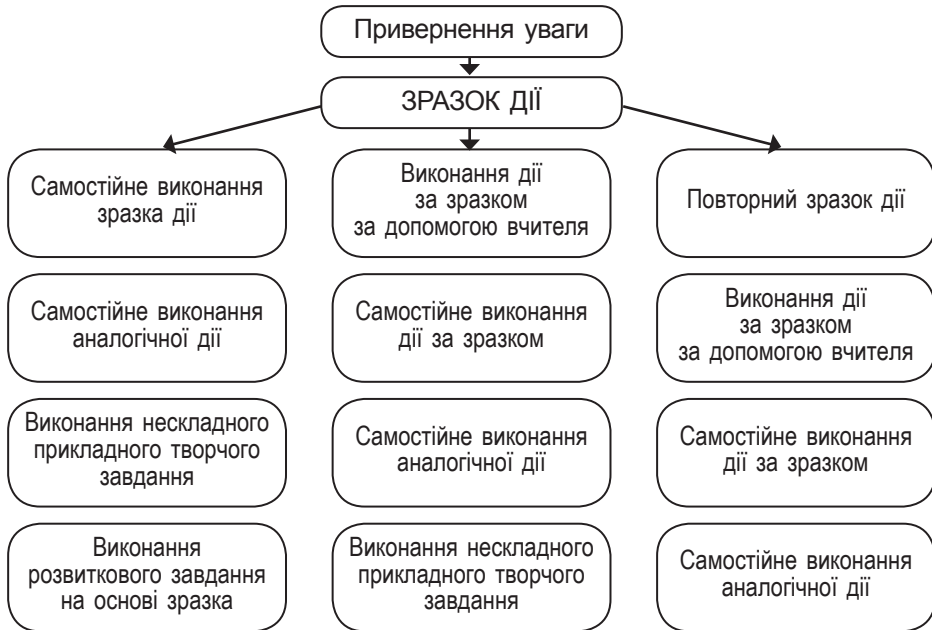 Привернення уваги
ЗРАЗОК ДІЇ
Самостійне виконання
зразка дії
Виконання дії
за зразком
за допомогою вчителя
Повторний зразок дії
Самостійне виконання
аналогічної дії
Самостійне виконання
дії за зразком
Виконання дії
за зразком
за допомогою вчителя
Виконання нескладного
прикладного творчого
завдання
Самостійне виконання
аналогічної дії
Самостійне виконання
дії за зразком
Виконання
розвиткового завдання
на основі зразка
Виконання нескладного
прикладного творчого
завдання
Самостійне виконання
аналогічної дії